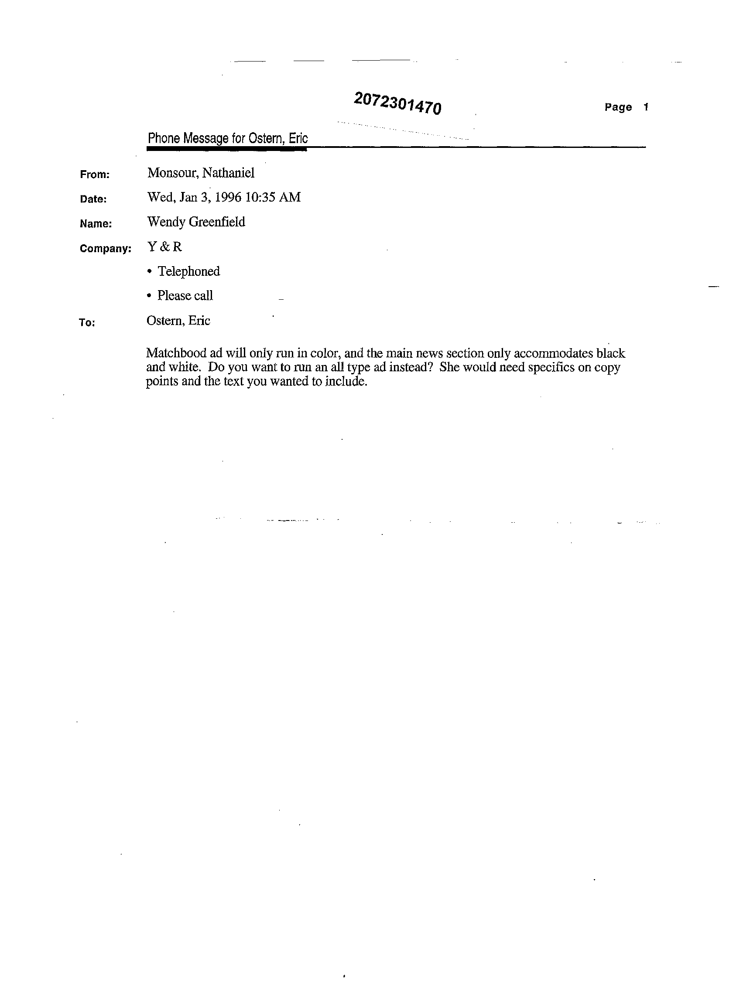 2072301470
Page 1
Phone Message for Ostern, Eric
From: Monsour, Nathaniel
Date: Wed, Jan 3, 1996 10:35 AM
Name: Wendy Greenfield
Company: Y & R
• Telephoned
• Please call
To: Ostern, Eric
Matchbood ad will only run in color, and the main news section only accommodates black
and white. Do you want to run an all type ad instead? She would need specifics on copy
points and the text you wanted to include.